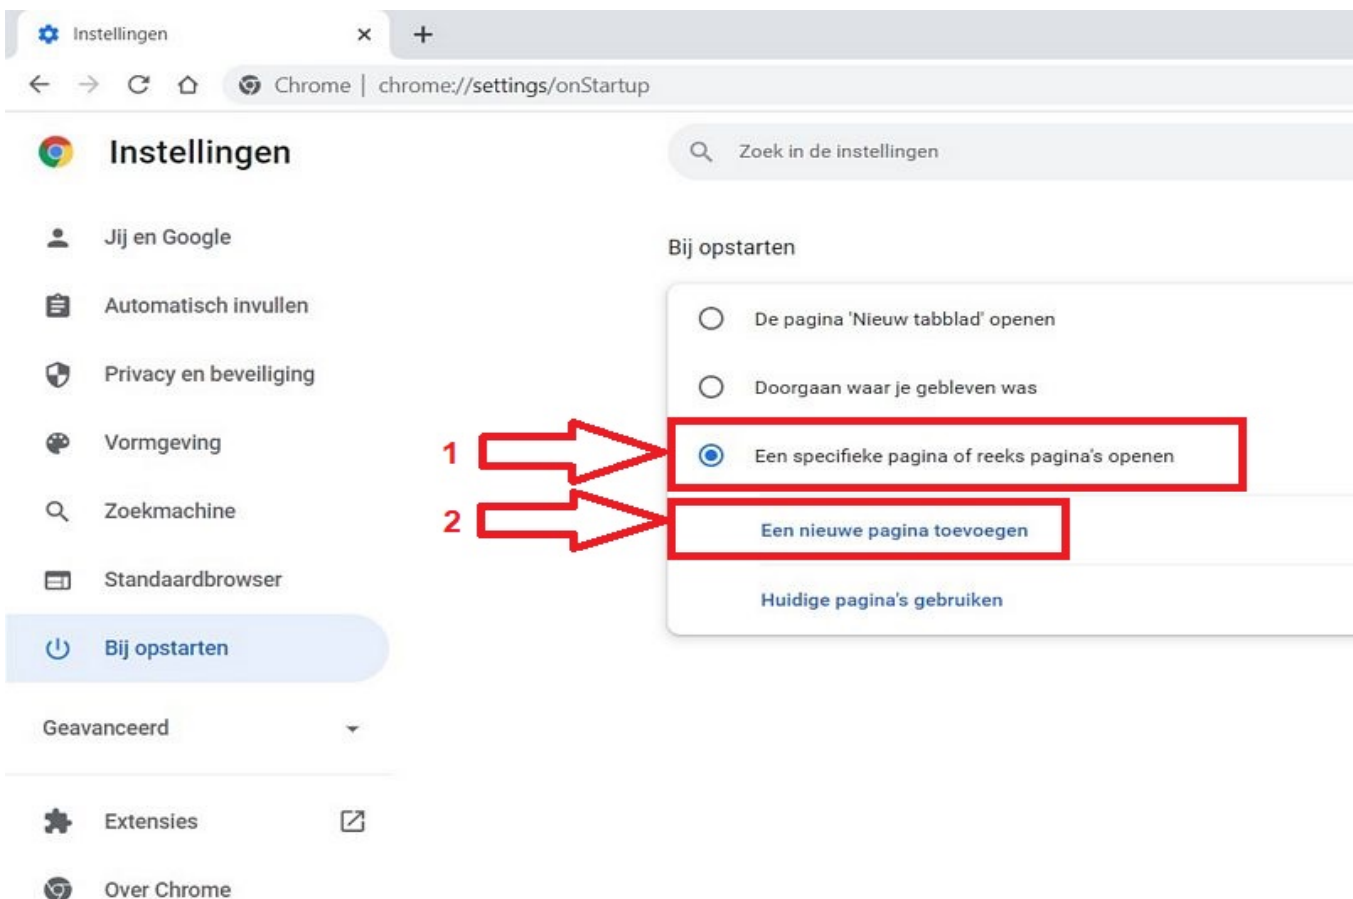 Instellingen
Chrome | chrome://settings/onStartup
Instellingen
Zoek in de instellingen
Jij en Google
Automatisch invullen
Privacy en beveiliging
Vormgeving
Zoekmachine
Standaardbrowser
Bij opstarten
Geavanceerd
Extensies
Over Chrome
Bij opstarten
De pagina 'Nieuw tabblad' openen
Doorgaan waar je gebleven was
1
Een specifieke pagina of reeks pagina's openen
2
Een nieuwe pagina toevoegen
Huidige pagina's gebruiken